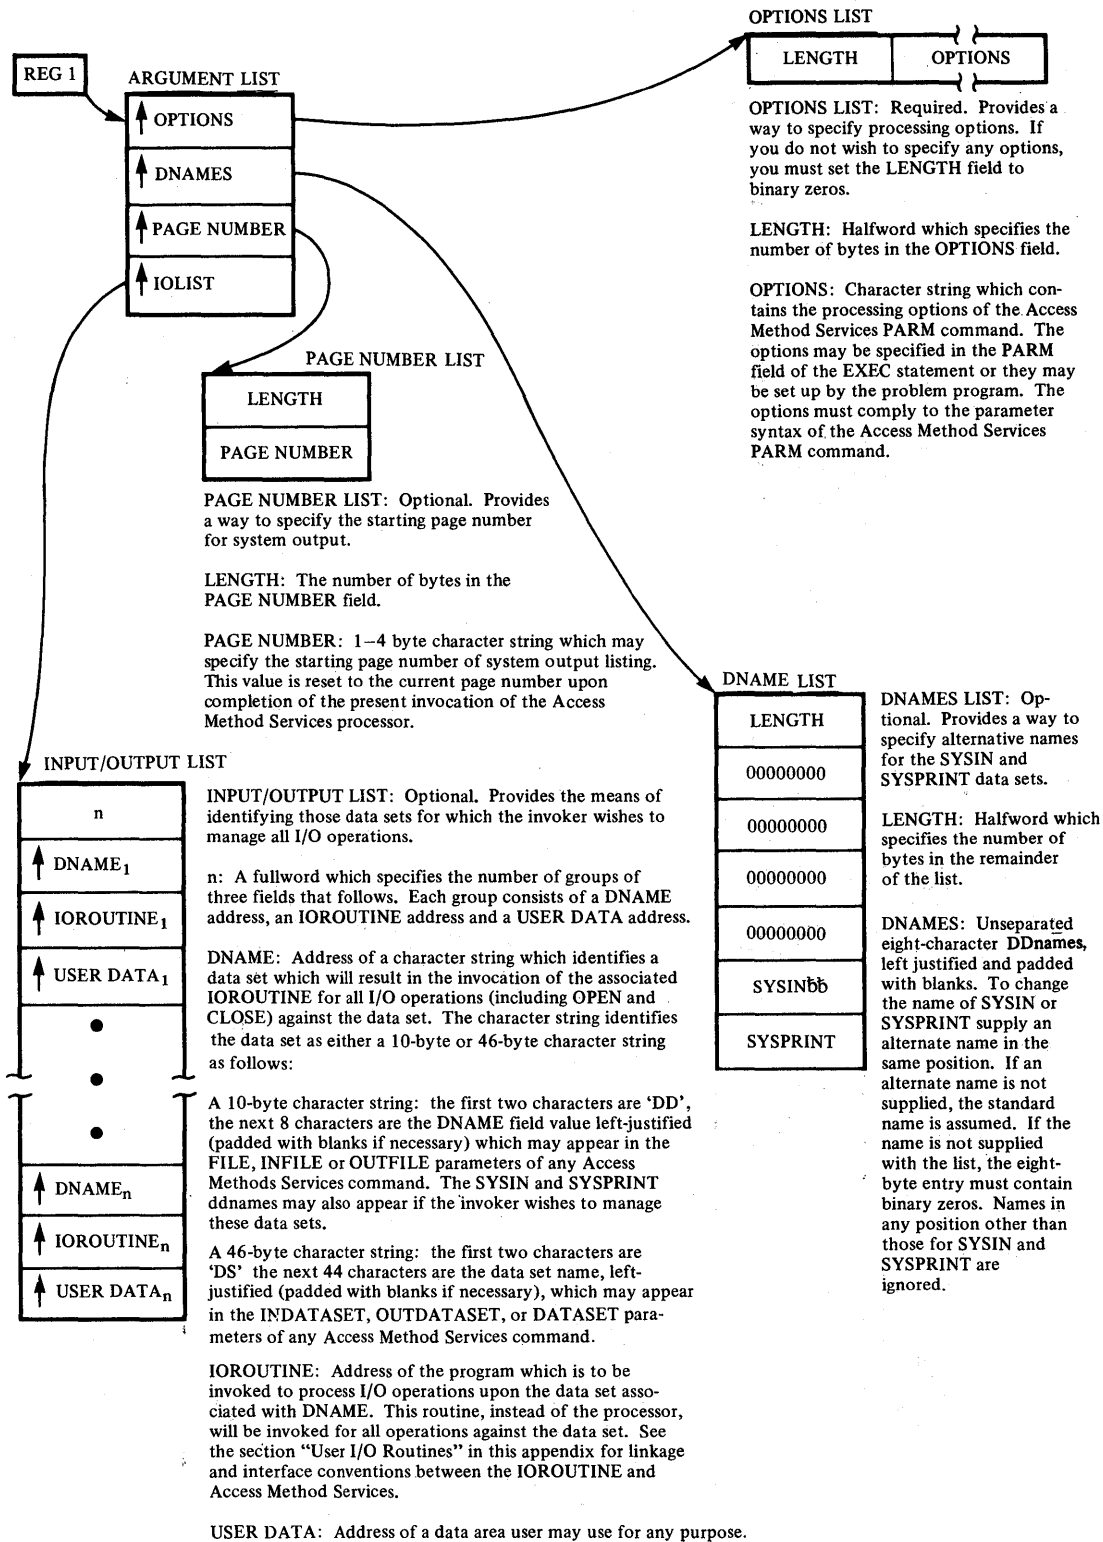 OPTIONS LIST
LENGTH OPTIONS
REG 1
ARGUMENT LIST
OPTIONS
DNAMES
PAGE NUMBER
IOLIST
OPTIONS LIST: Required. Provides a
way to specify processing options. If
you do not wish to specify any options,
you must set the LENGTH field to
binary zeros.
LENGTH: Halfword which specifies the
number of bytes in the OPTIONS field.
OPTIONS: Character string which con-
tains the processing options of the Access
Method Services PARM command. The
options may be specified in the PARM
field of the EXEC statement or they may
be set up by the problem program. The
options must comply to the parameter
syntax of the Access Method Services
PARM command.
PAGE NUMBER LIST
LENGTH
PAGE NUMBER
PAGE NUMBER LIST: Optional. Provides
a way to specify the starting page number
for system output.
LENGTH: The number of bytes in the
PAGE NUMBER field.
PAGE NUMBER: 1–4 byte character string which may
specify the starting page number of system output listing.
This value is reset to the current page number upon
completion of the present invocation of the Access
Method Services processor.
DNAME LIST
LENGTH
00000000
00000000
00000000
00000000
SYSINƀƀ
SYSPRINT
DNAMES LIST: Op-
tional. Provides a way to
specify alternative names
for the SYSIN and
SYSPRINT data sets.
LENGTH: Halfword which
specifies the number of
bytes in the remainder
of the list.
DNAMES: Unseparated
eight-character DDnames,
left justified and padded
with blanks. To change
the name of SYSIN or
SYSPRINT supply an
alternate name in the
same position. If an
alternate name is not
supplied, the standard
name is assumed. If the
name is not supplied
with the list, the eight-
byte entry must contain
binary zeros. Names in
any position other than
those for SYSIN and
SYSPRINT are
ignored.
INPUT/OUTPUT LIST
n
DNAME1
IOROUTINE1
USER DATA1
DNAMEn
IOROUTINEn
USER DATAn
INPUT/OUTPUT LIST: Optional. Provides the means of
identifying those data sets for which the invoker wishes to
manage all I/O operations.
n: A fullword which specifies the number of groups of
three fields that follows. Each group consists of a DNAME
address, an IOROUTINE address and a USER DATA address.
DNAME: Address of a character string which identifies a
data set which will result in the invocation of the associated
IOROUTINE for all I/O operations (including OPEN and
CLOSE) against the data set. The character string identifies
the data set as either a 10-byte or 46-byte character string
as follows:
A 10-byte character string: the first two characters are ‘DD’,
the next 8 characters are the DNAME field value left-justified
(padded with blanks if necessary) which may appear in the
FILE, INFILE or OUTFILE parameters of any Access
Methods Services command. The SYSIN and SYSPRINT
ddnames may also appear if the invoker wishes to manage
these data sets.
A 46-byte character string: the first two characters are
‘DS’ the next 44 characters are the data set name, left-
justified (padded with blanks if necessary), which may appear
in the INDATASET, OUTDATASET, or DATASET para-
meters of any Access Method Services command.
IOROUTINE: Address of the program which is to be
invoked to process I/O operations upon the data set asso-
ciated with DNAME. This routine, instead of the processor,
will be invoked for all operations against the data set. See
the section “User I/O Routines” in this appendix for linkage
and interface conventions between the IOROUTINE and
Access Method Services.
USER DATA: Address of a data area user may use for any purpose.